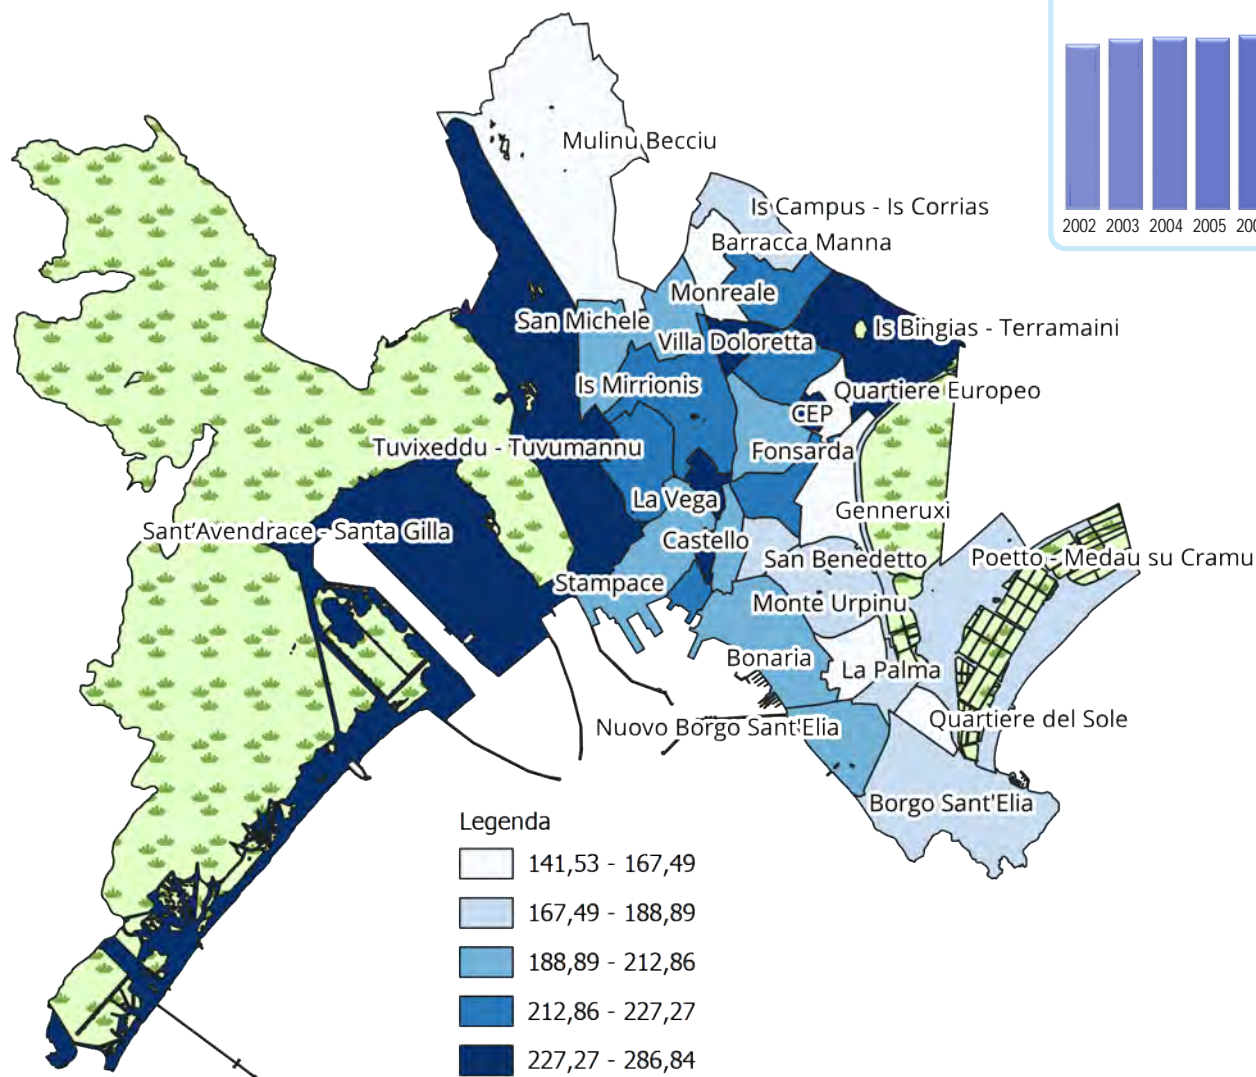 2002 2003 2004 2005
Mulinu Becciu
Is Campus - Is Corrias
Barracca Manna
Monreale
San Michele
Villa Doloretta
Is Bingias - Terramaini
Is Mirrionis
Quartiere Europeo
CEP
Tuvixeddu - Tuvumannu
Fonsarda
La Vega
Genneruxi
Sant'Avendrace - Santa Gilla
Castello
San Benedetto
Poetto - Medau su Cramu
Stampace
Monte Urpinu
Bonaria
La Palma
Nuovo Borgo Sant'Elia
Quartiere del Sole
Borgo Sant'Elia
Legenda
141,53 - 167,49
167,49 - 188,89
188,89 - 212,86
212,86 - 227,27
227,27 - 286,84